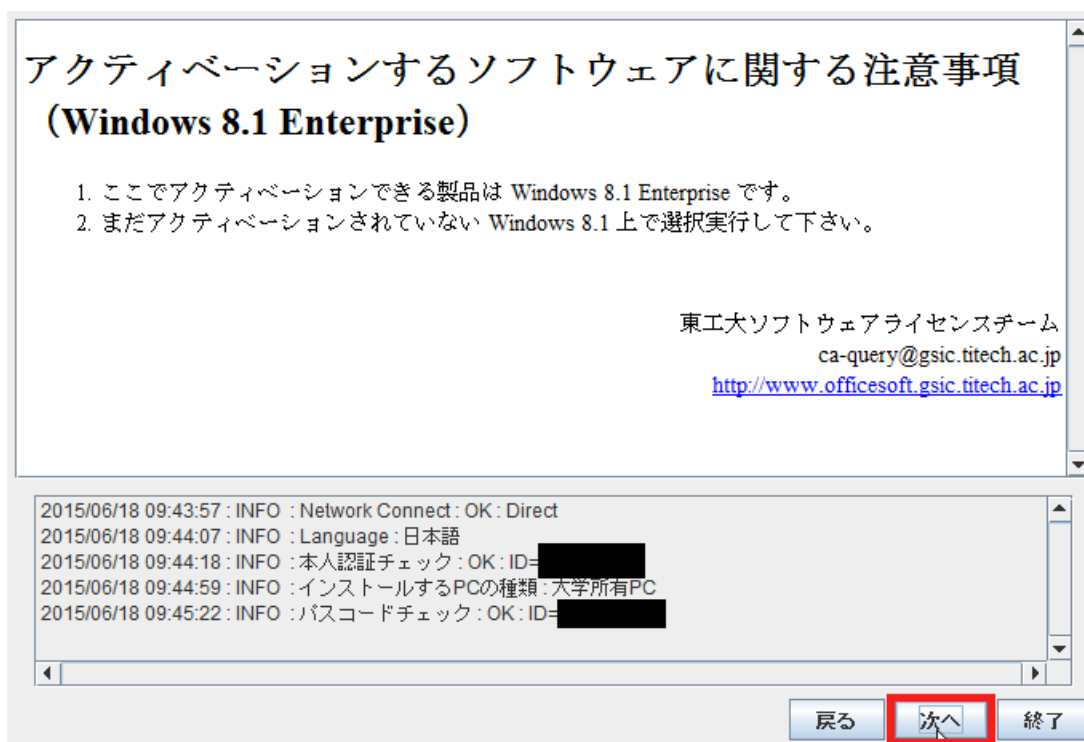 アクティベーションするソフトウェアに関する注意事項
（Windows 8.1 Enterprise）
1. ここでアクティベーションできる製品は Windows 8.1 Enterprise です。
2. まだアクティベーションされていない Windows 8.1 上で選択実行して下さい。
東工大ソフトウェアライセンスチーム
ca-query@gsic.titech.ac.jp
http://www.officesoft.gsic.titech.ac.jp
2015/06/18 09:43:57 : INFO : Network Connect : OK : Direct
2015/06/18 09:44:07 : INFO : Language : 日本語
2015/06/18 09:44:18 : INFO : 本人認証チェック : OK : ID=
2015/06/18 09:44:59 : INFO : インストールするPCの種類 : 大学所有PC
2015/06/18 09:45:22 : INFO : パスコードチェック : OK : ID=
戻る 次へ 終了